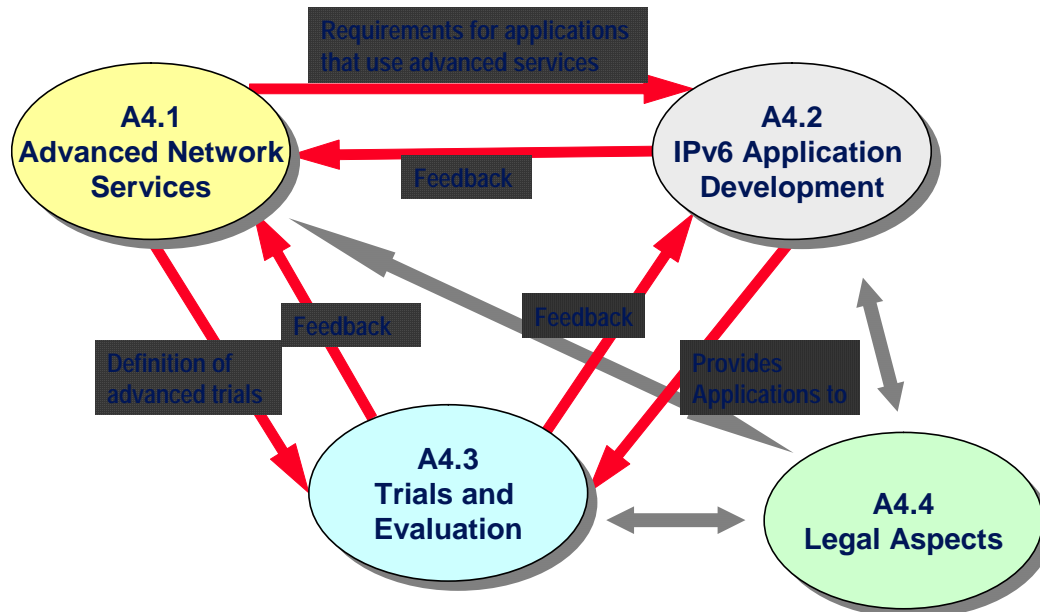 Requirements for applications
that use advanced services
A4.1
Advanced Network
Services
A4.2
IPv6 Application
Development
Feedback
Feedback
Feedback
Definition of
advanced trials
Provides
Applications to
A4.3
Trials and
Evaluation
A4.4
Legal Aspects